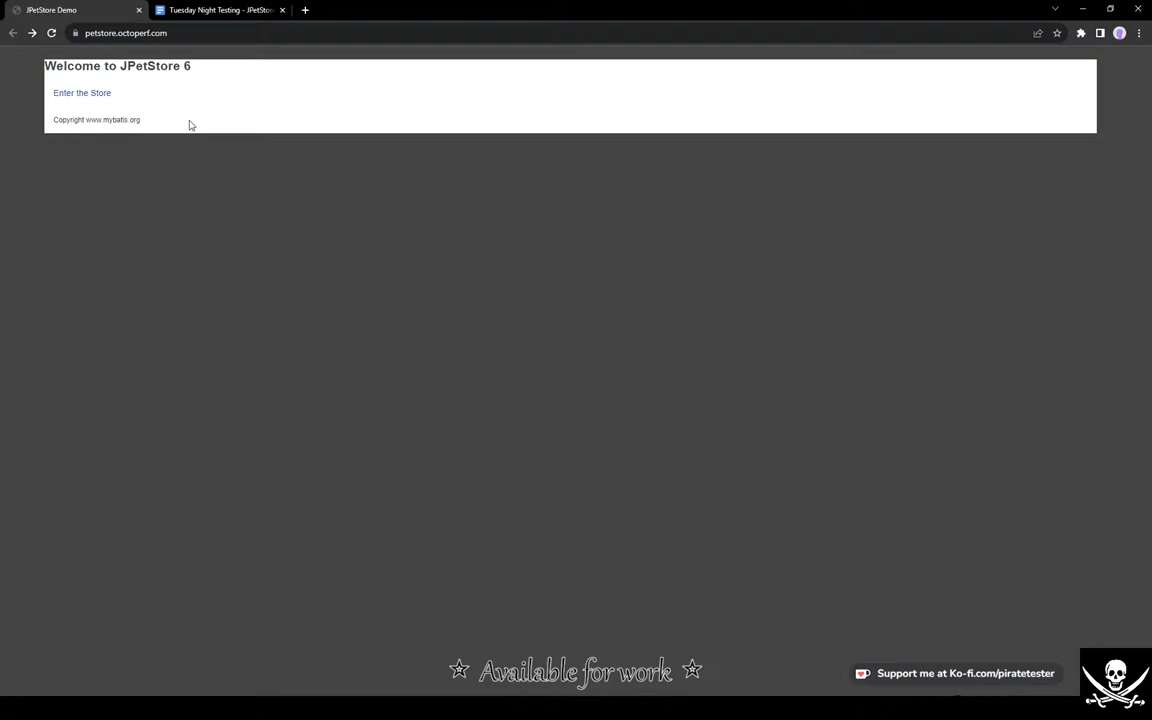 JPetStore Demo
Tuesday Night Testing - JPetStor
petstore.octoperf.com
Welcome to JPetStore 6
Enter the Store
Copyright www.mybatis.org
Available for work
Support me at Ko-fi.com/piratetester